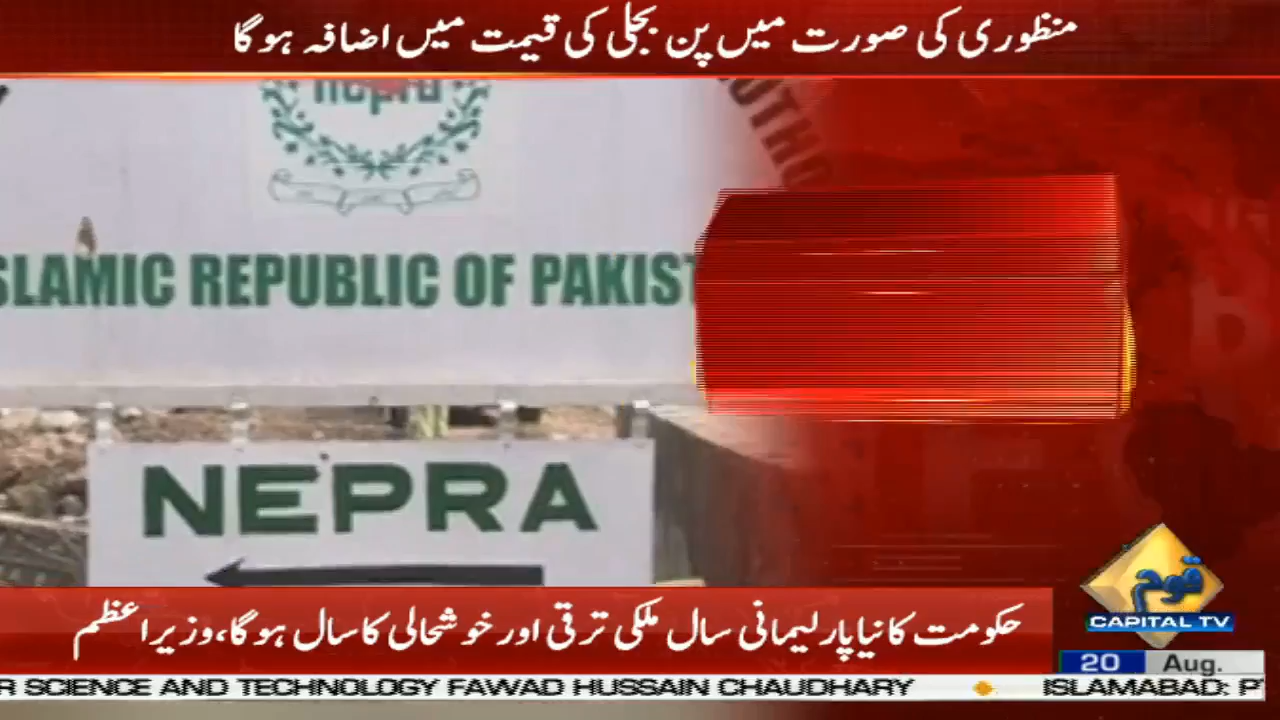 منظوری کی صورت میں پن بجلی کی قیمت میں اضافہ ہوگا
nepra
UTHO
SLAMIC REPUBLIC OF PAKIST
NEPRA
قوم
CAPITAL TV
حکومت کا نیا پارلیمانی سال ملکی ترقی اور خوشحالی کا سال ہوگا، وزیراعظم
20 Aug.
R SCIENCE AND TECHNOLOGY FAWAD HUSSAIN CHAUDHARY ISLAMABAD: P